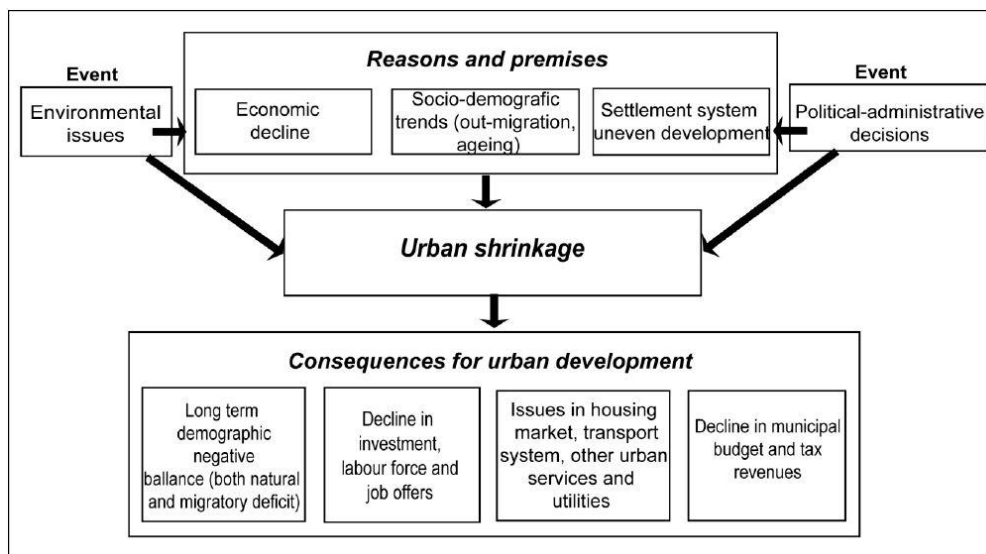 Reasons and premises
Event
Environmental
issues
Economic
decline
Socio-demografic
trends (out-migration,
ageing)
Settlement system
uneven development
Event
Political-administrative
decisions
Urban shrinkage
Consequences for urban development
Long term
demographic
negative
ballance (both natural
and migratory deficit)
Decline in
investment,
labour force and
job offers
Issues in housing
market, transport
system, other urban
services and
utilities
Decline in municipal
budget and tax
revenues